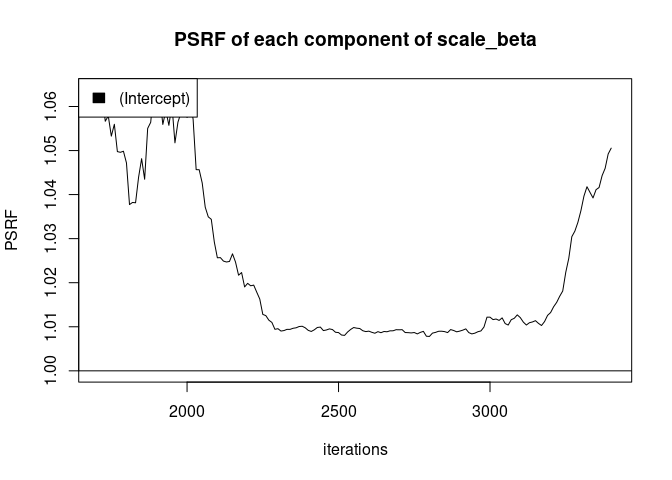 PSRF of each component of scale_beta
(Intercept)
PSRF
1.06
1.05
1.04
1.03
1.02
1.01
1.00
2000 2500 3000
iterations